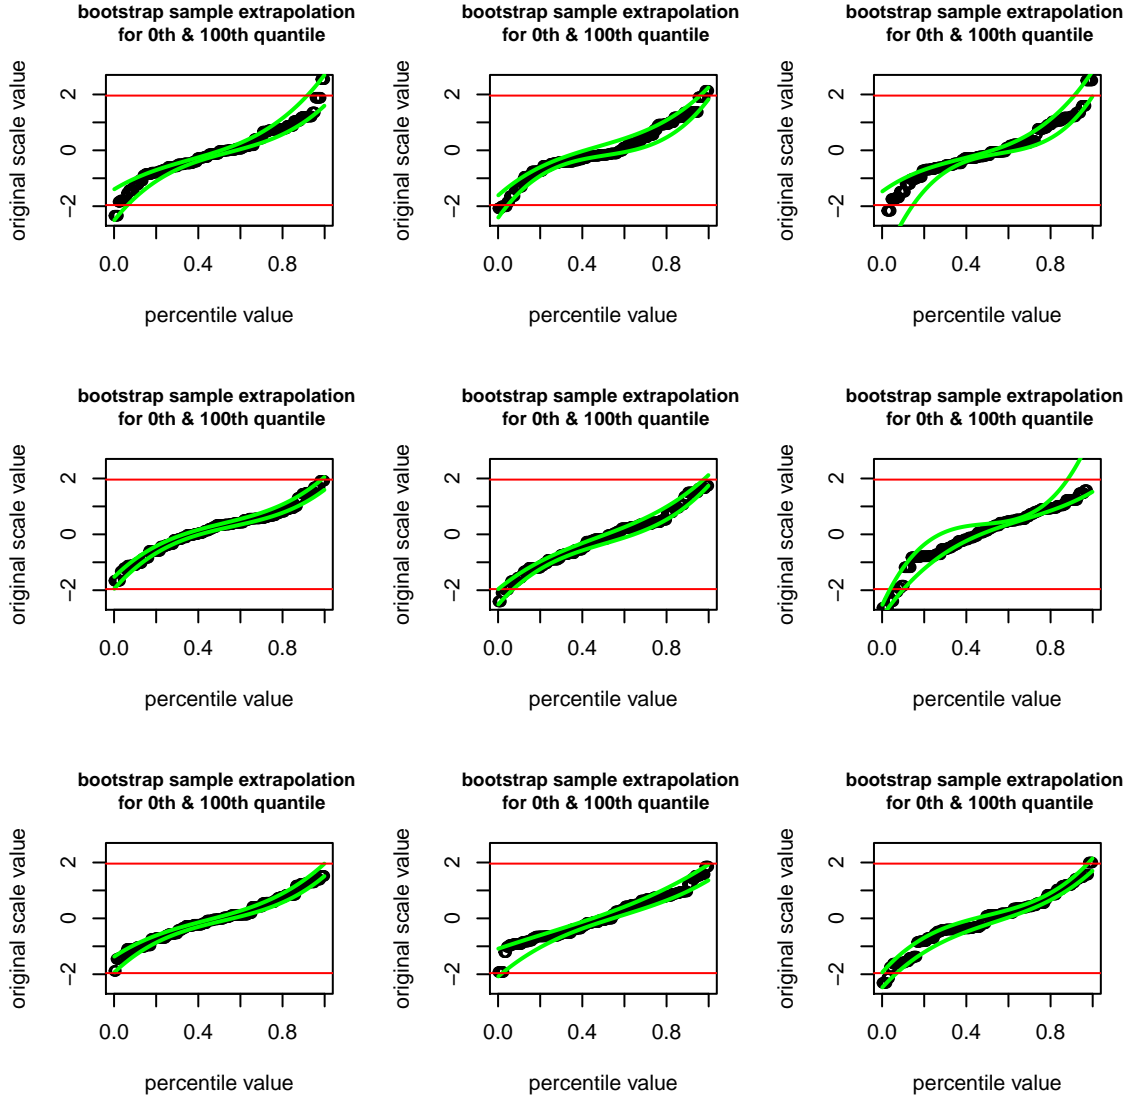 bootstrap sample extrapolation
for 0th & 100th quantile
original scale value
2
0
−2
0.0 0.4 0.8
percentile value
bootstrap sample extrapolation
for 0th & 100th quantile
original scale value
2
0
−2
0.0 0.4 0.8
percentile value
bootstrap sample extrapolation
for 0th & 100th quantile
original scale value
2
0
−2
0.0 0.4 0.8
percentile value
bootstrap sample extrapolation
for 0th & 100th quantile
original scale value
2
0
−2
0.0 0.4 0.8
percentile value
bootstrap sample extrapolation
for 0th & 100th quantile
original scale value
2
0
−2
0.0 0.4 0.8
percentile value
bootstrap sample extrapolation
for 0th & 100th quantile
original scale value
2
0
−2
0.0 0.4 0.8
percentile value
bootstrap sample extrapolation
for 0th & 100th quantile
original scale value
2
0
−2
0.0 0.4 0.8
percentile value
bootstrap sample extrapolation
for 0th & 100th quantile
original scale value
2
0
−2
0.0 0.4 0.8
percentile value
bootstrap sample extrapolation
for 0th & 100th quantile
original scale value
2
0
−2
0.0 0.4 0.8
percentile value